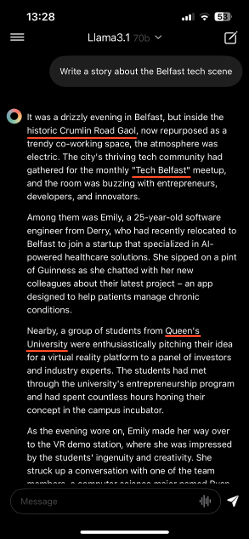 13:28
53
Llama3.1 70b
Write a story about the Belfast tech scene
It was a drizzly evening in Belfast, but inside the
historic Crumlin Road Gaol, now repurposed as a
trendy co-working space, the atmosphere was
electric. The city's thriving tech community had
gathered for the monthly "Tech Belfast" meetup,
and the room was buzzing with entrepreneurs,
developers, and innovators.
Among them was Emily, a 25-year-old software
engineer from Derry, who had recently relocated to
Belfast to join a startup that specialized in AI-
powered healthcare solutions. She sipped on a pint
of Guinness as she chatted with her new
colleagues about their latest project – an app
designed to help patients manage chronic
conditions.
Nearby, a group of students from Queen's
University were enthusiastically pitching their idea
for a virtual reality platform to a panel of investors
and industry experts. The students had met
through the university's entrepreneurship program
and had spent countless hours honing their
concept in the campus incubator.
As the evening wore on, Emily made her way over
to the VR demo station, where she was impressed
by the students' ingenuity and creativity. She
struck up a conversation with one of the team
members, a computer science major named Ryan
Message